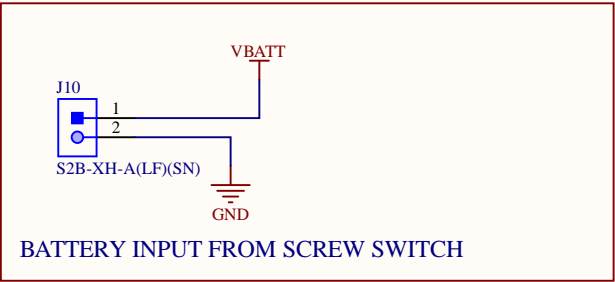 VBATT
J10
1
2
S2B-XH-A(LF)(SN)
GND
BATTERY INPUT FROM SCREW SWITCH